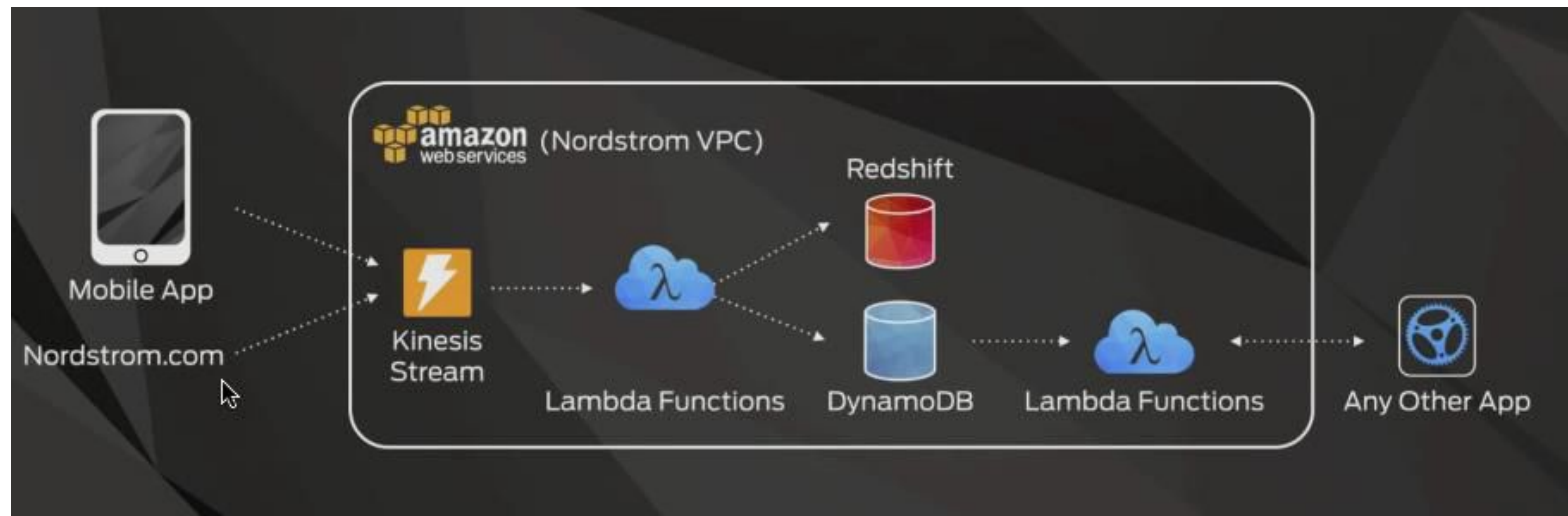 amazon
web services
(Nordstrom VPC)
Redshift
Mobile App
Nordstrom.com
Kinesis
Stream
λ
Lambda Functions
DynamoDB
λ
Lambda Functions
Any Other App